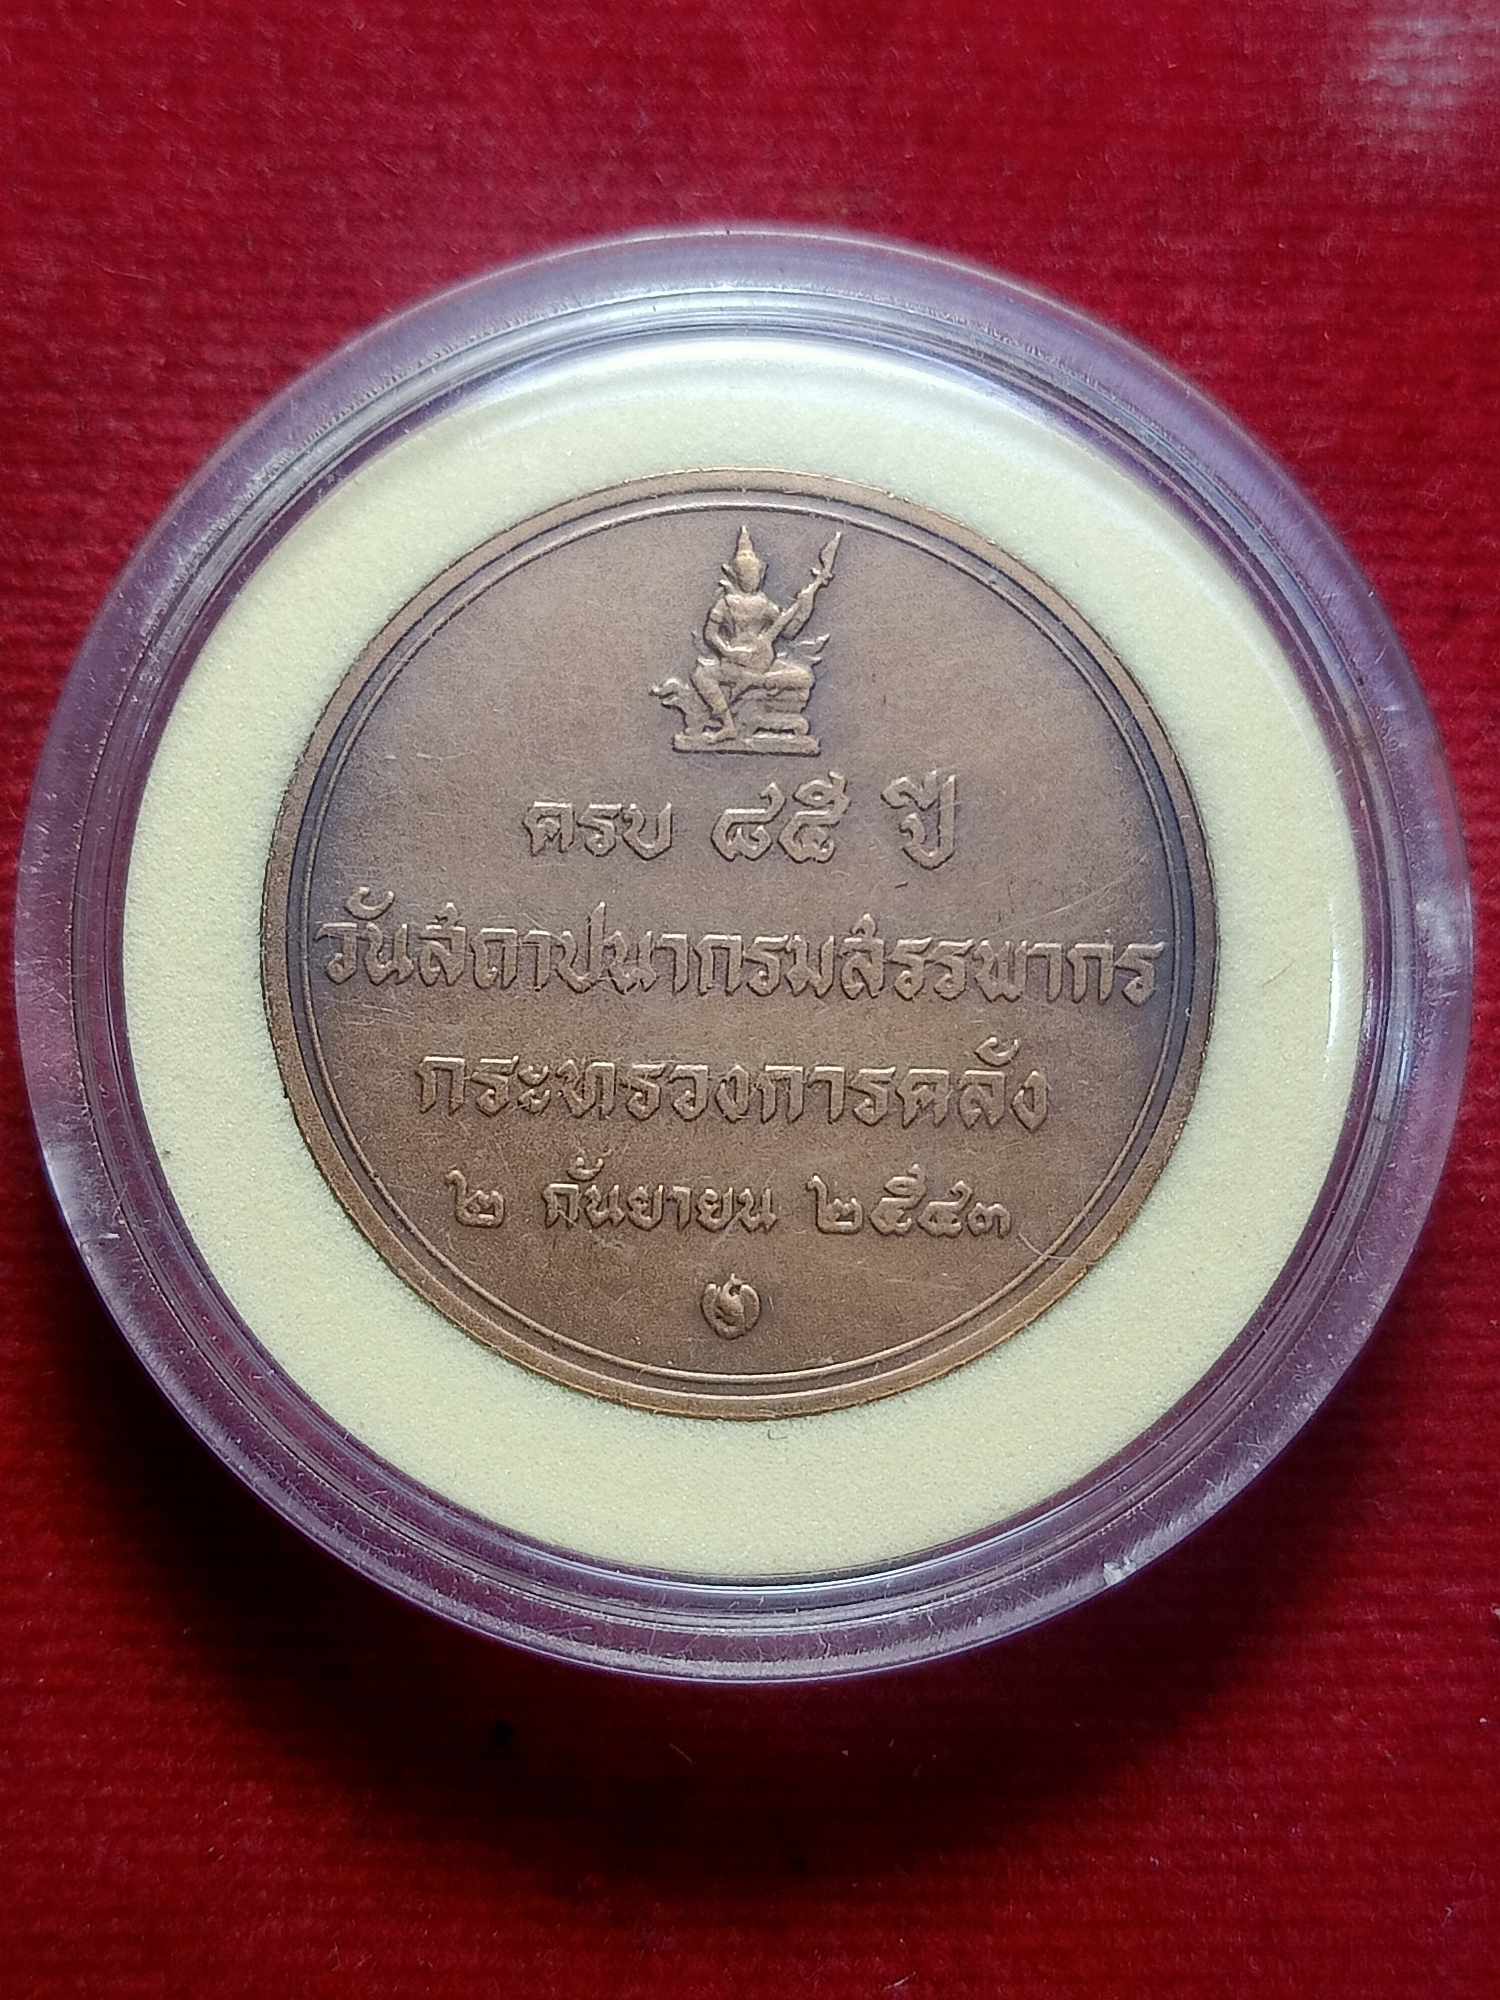 ครบ ๘๕ ปี
วันสถาปนากรมสรรพากร
กระทรวงการคลัง
๒ กันยายน ๒๕๔๓